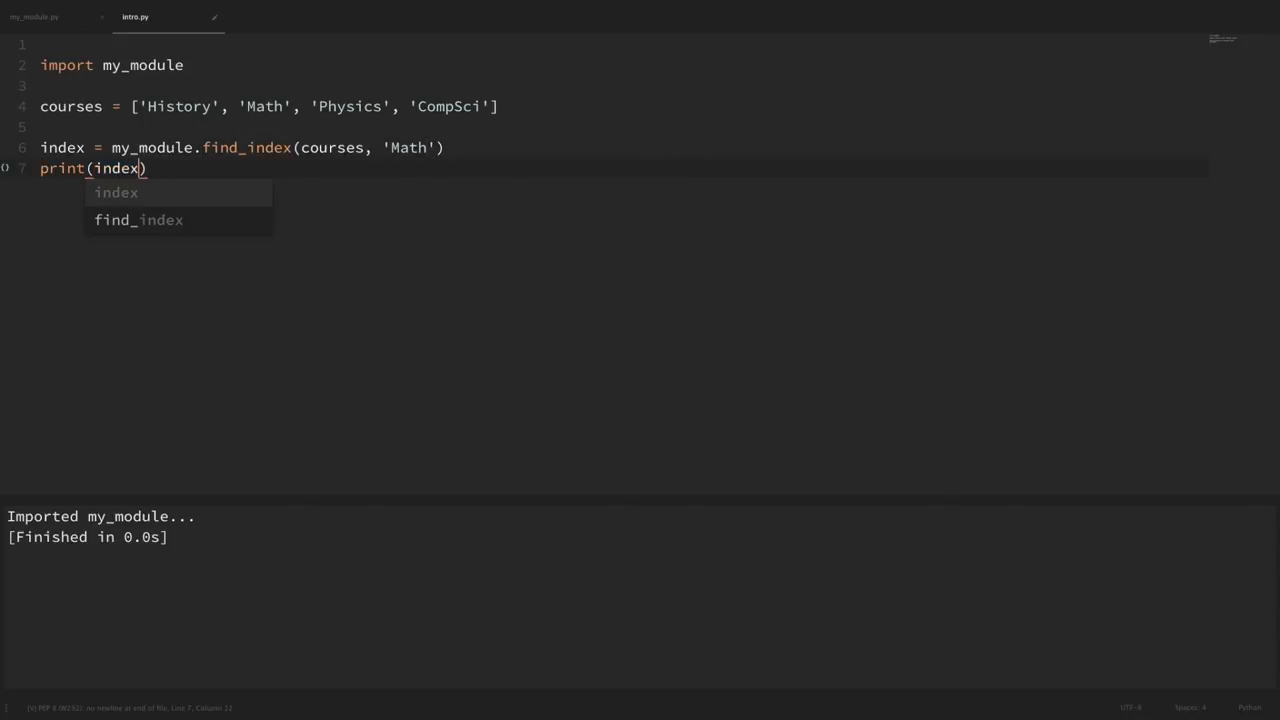 my_module.py × intro.py
1
2 import my_module
3
4 courses = ['History', 'Math', 'Physics', 'CompSci']
5
6 index = my_module.find_index(courses, 'Math')
{} 7 print(index)
index
find_index
Imported my_module...
[Finished in 0.0s]
[V] PEP 8 (W292): no newline at end of file, Line 7, Column 12 UTF-8 Spaces: 4 Python